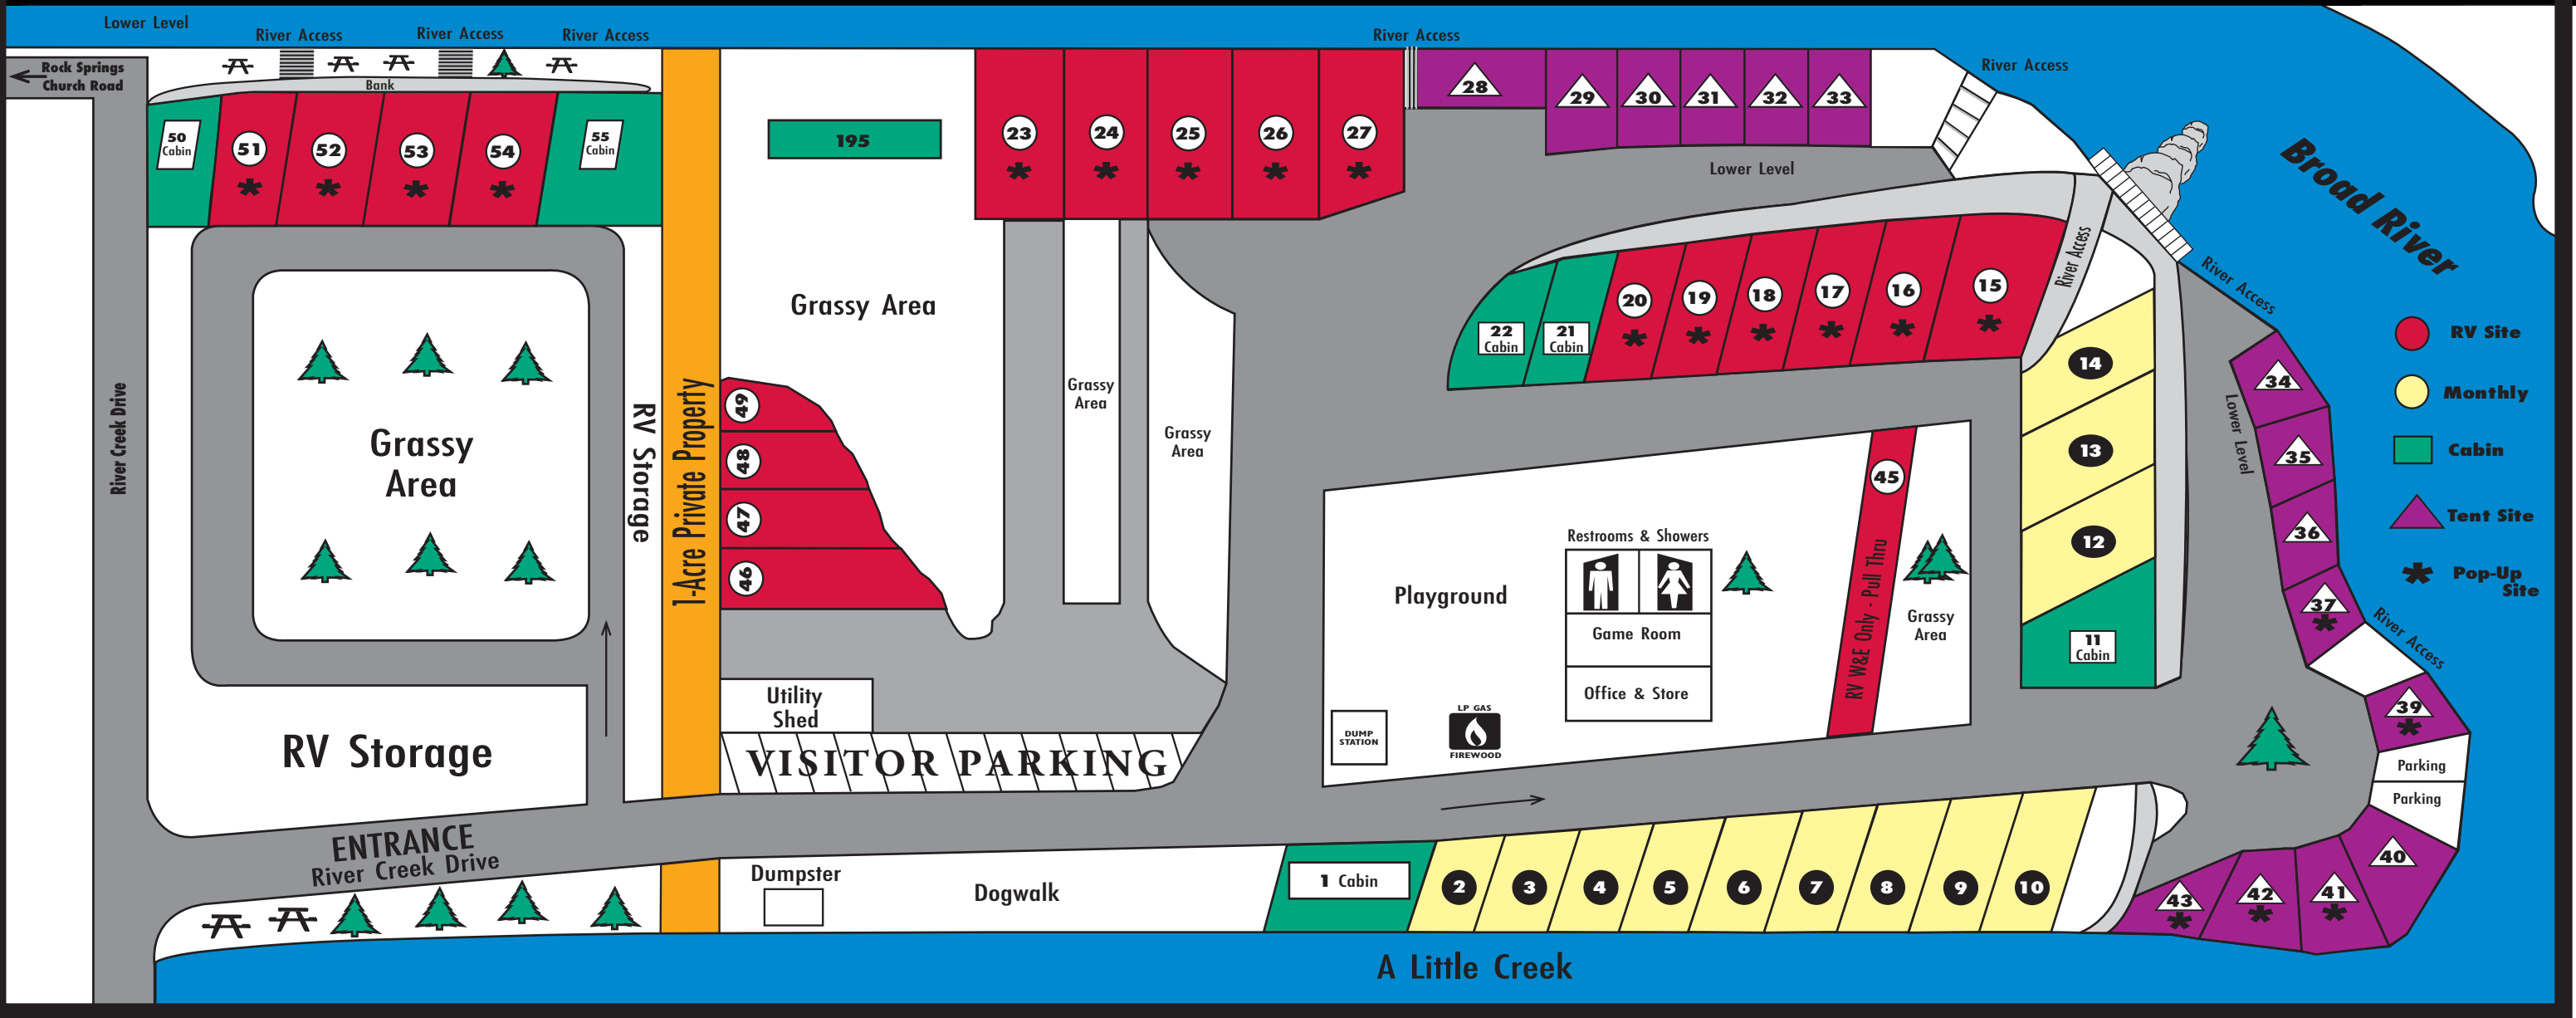 Lower Level
River Access
River Access
River Access
River Access
River Access
Rock Springs
Church Road
Bank
50
Cabin
51
52
53
54
55
Cabin
195
23
24
25
26
27
28
29
30
31
32
33
Lower Level
Broad River
River Access
River Access
22
Cabin
21
Cabin
20
19
18
17
16
15
Grassy Area
Grassy
Area
River Creek Drive
RV Storage
1-Acre Private Property
49
48
47
46
Grassy
Area
Grassy
Area
14
13
12
11
Cabin
34
35
36
37
Lower Level
River Access
39
Parking
Parking
40
41
42
43
RV Site
Monthly
Cabin
Tent Site
Pop-Up
Site
45
RV W&E Only - Pull Thru
Restrooms & Showers
Game Room
Office & Store
Playground
Grassy
Area
DUMP
STATION
LP GAS
FIREWOOD
Utility
Shed
VISITOR PARKING
RV Storage
ENTRANCE
River Creek Drive
Dumpster
Dogwalk
1 Cabin
2
3
4
5
6
7
8
9
10
A Little Creek